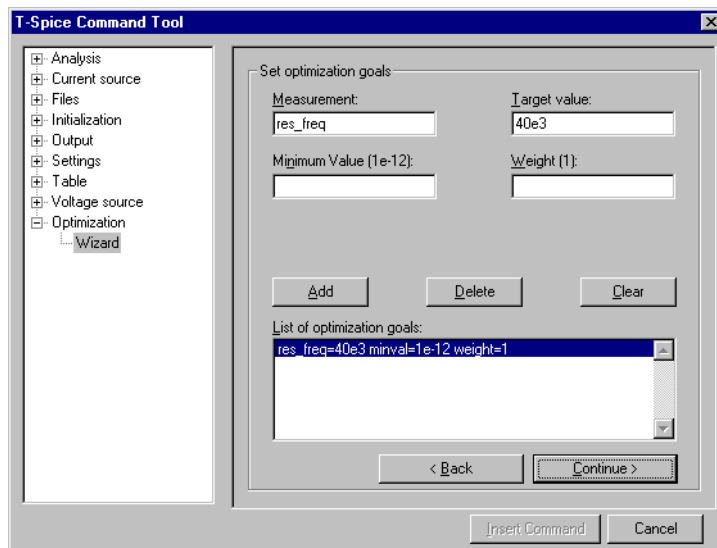 T-Spice Command Tool
Analysis
Current source
Files
Initialization
Output
Settings
Table
Voltage source
Optimization
Wizard
Set optimization goals
Measurement:
Target value:
res_freq
40e3
Minimum Value (1e-12):
Weight (1):
Add
Delete
Clear
List of optimization goals:
res_freq=40e3 minval=1e-12 weight=1
< Back
Continue >
Insert Command
Cancel